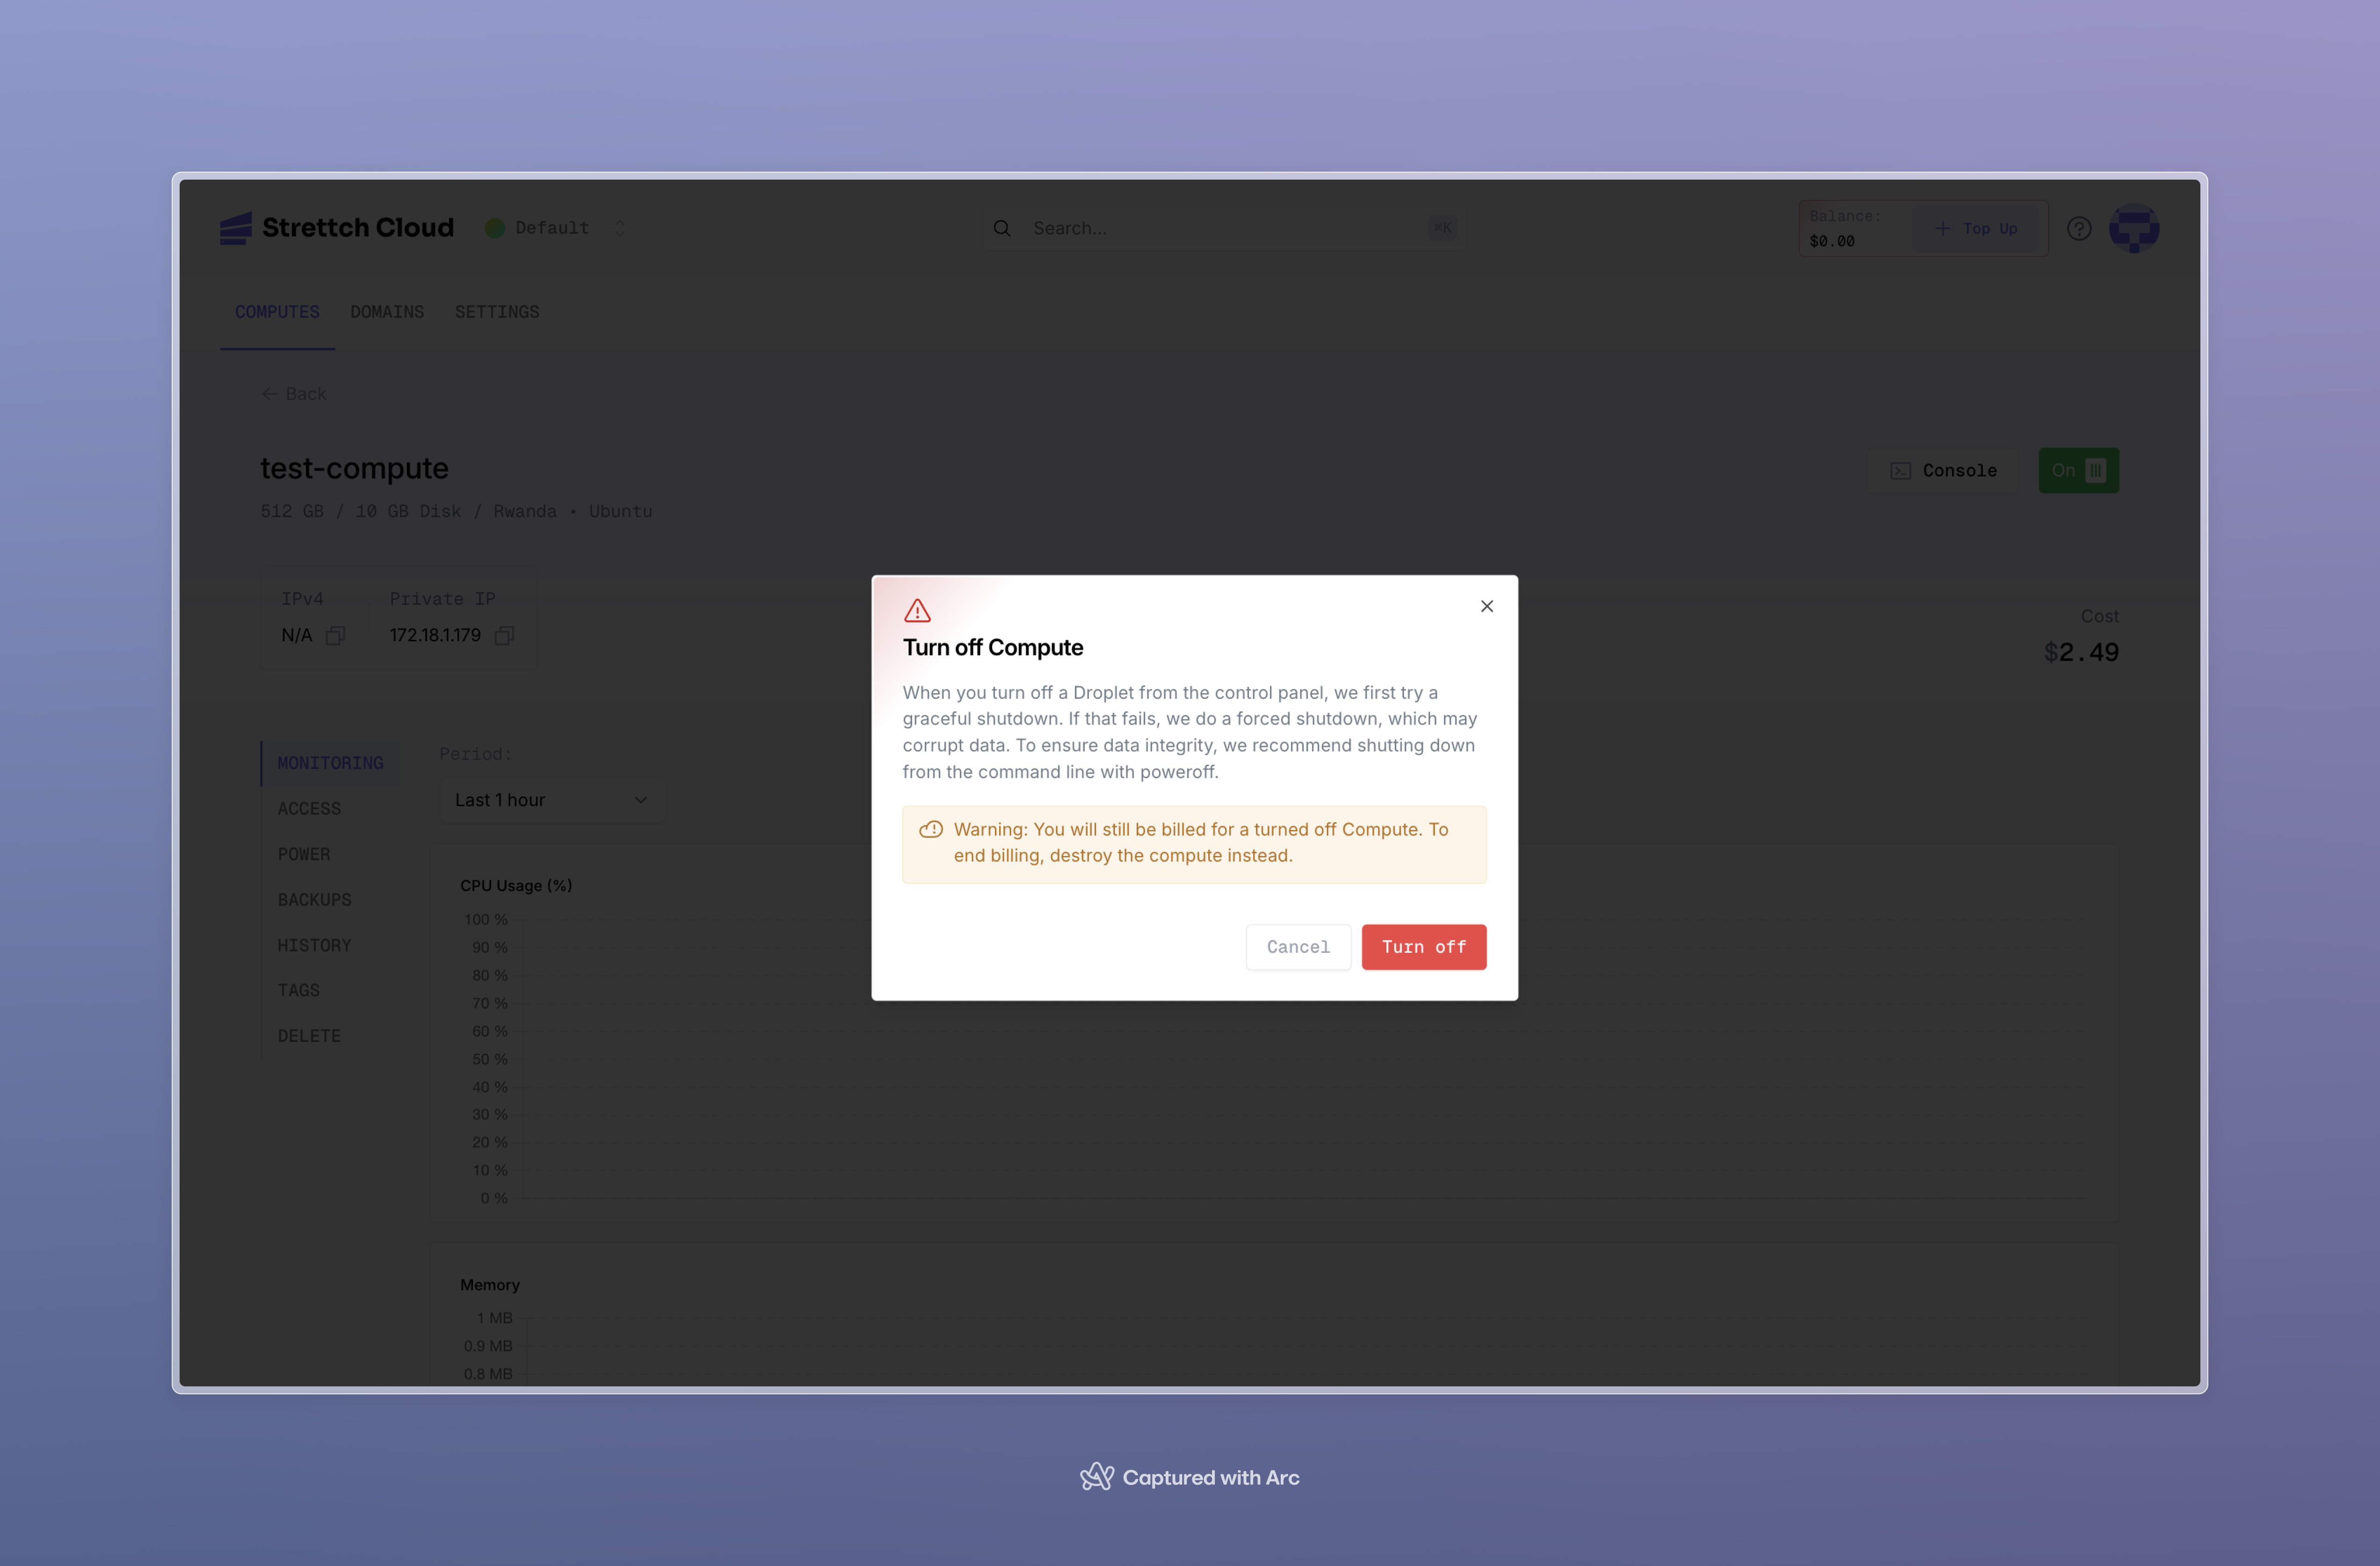 Strettch Cloud
Default
Search...
⌘K
Balance:
$0.00
+ Top Up
COMPUTES DOMAINS SETTINGS
← Back
test-compute
512 GB / 10 GB Disk / Rwanda • Ubuntu
Console
On
IPv4
N/A
Private IP
172.18.1.179
Cost
$2.49
Turn off Compute
When you turn off a Droplet from the control panel, we first try a
graceful shutdown. If that fails, we do a forced shutdown, which may
corrupt data. To ensure data integrity, we recommend shutting down
from the command line with poweroff.
Warning: You will still be billed for a turned off Compute. To
end billing, destroy the compute instead.
Cancel
Turn off
MONITORING
ACCESS
POWER
BACKUPS
HISTORY
TAGS
DELETE
Period:
Last 1 hour
CPU Usage (%)
100 %
90 %
80 %
70 %
60 %
50 %
40 %
30 %
20 %
10 %
0 %
Memory
1 MB
0.9 MB
0.8 MB
Captured with Arc